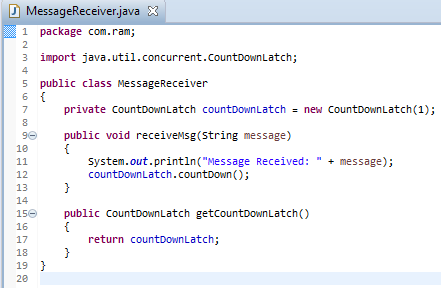 MessageReceiver.java
1 package com.ram;
2
3 import java.util.concurrent.CountDownLatch;
4
5 public class MessageReceiver
6 {
7     private CountDownLatch countDownLatch = new CountDownLatch(1);
8
9     public void receiveMsg(String message)
10     {
11         System.out.println("Message Received: " + message);
12         countDownLatch.countDown();
13     }
14
15     public CountDownLatch getCountDownLatch()
16     {
17         return countDownLatch;
18     }
19 }
20